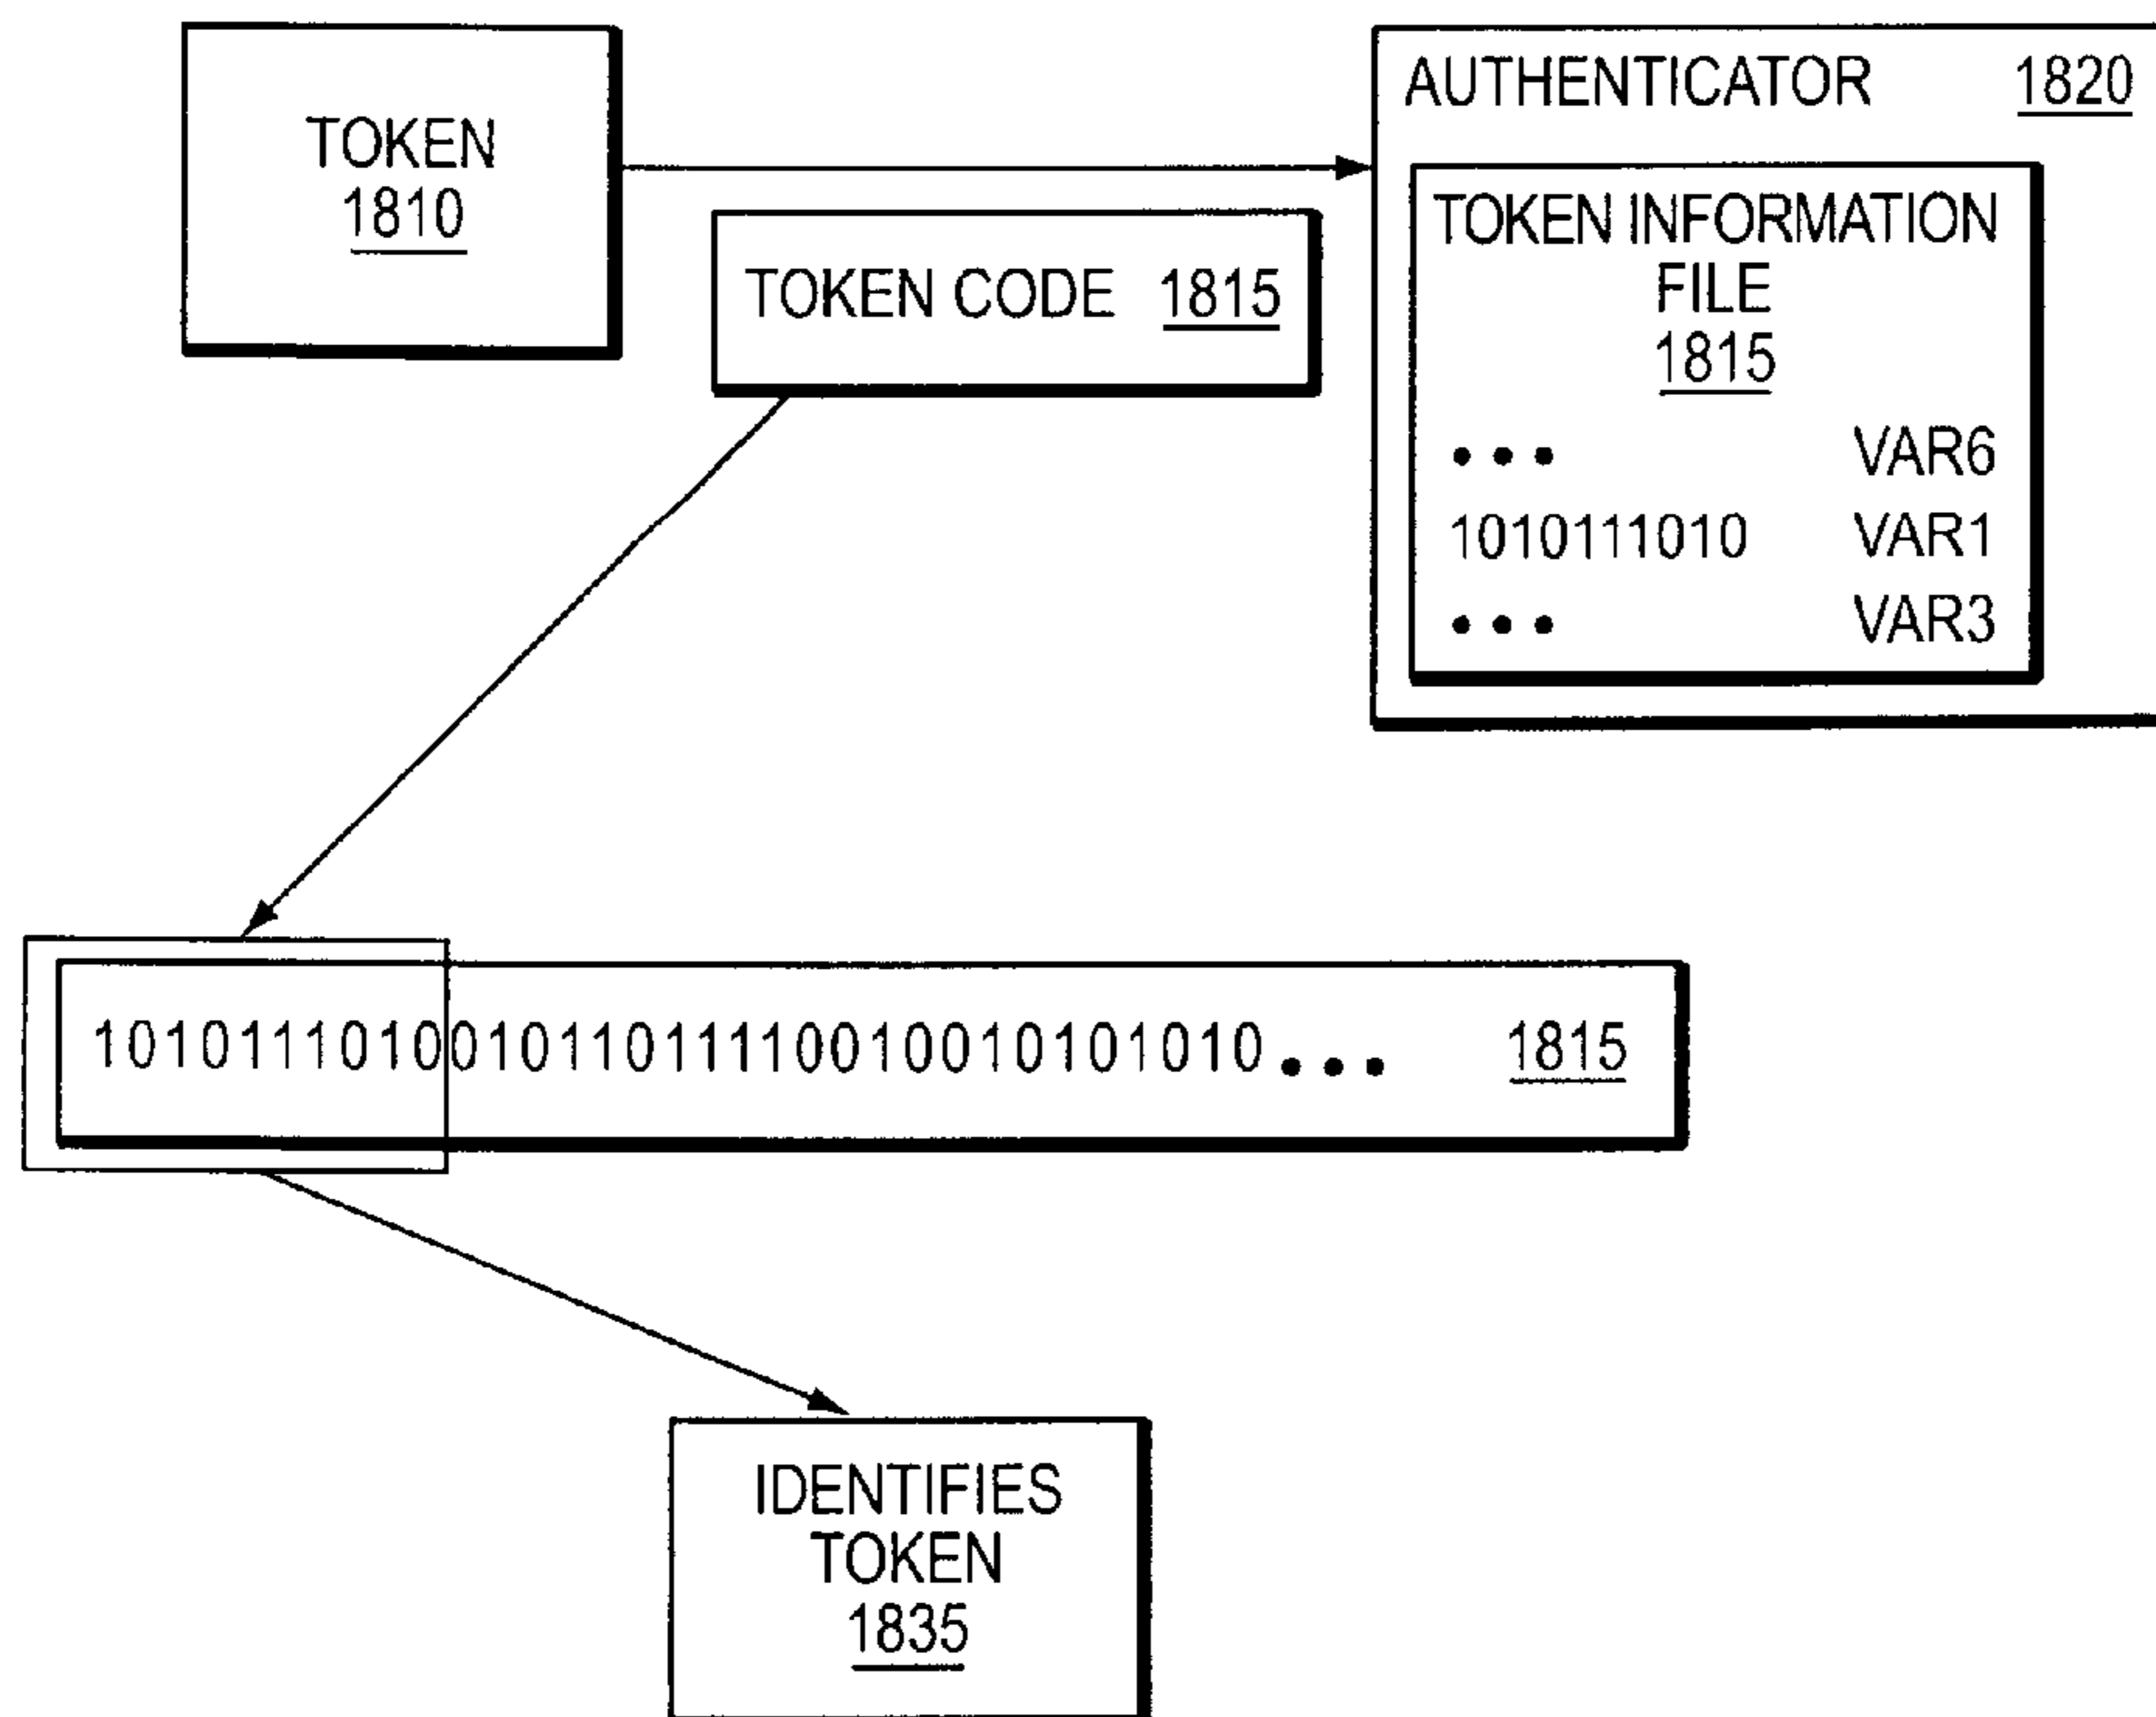 TOKEN
1810
TOKEN CODE 1815
AUTHENTICATOR 1820
TOKEN INFORMATION
FILE
1815
••• VAR6
1010111010 VAR1
••• VAR3
101011101001011011110010010101010... 1815
IDENTIFIES
TOKEN
1835